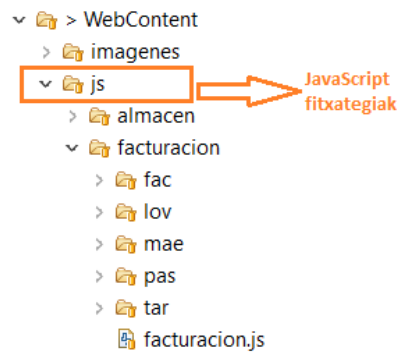 > WebContent
imagenes
js
JavaScript
fitxategiak
almacen
facturacion
fac
lov
mae
pas
tar
facturacion.js